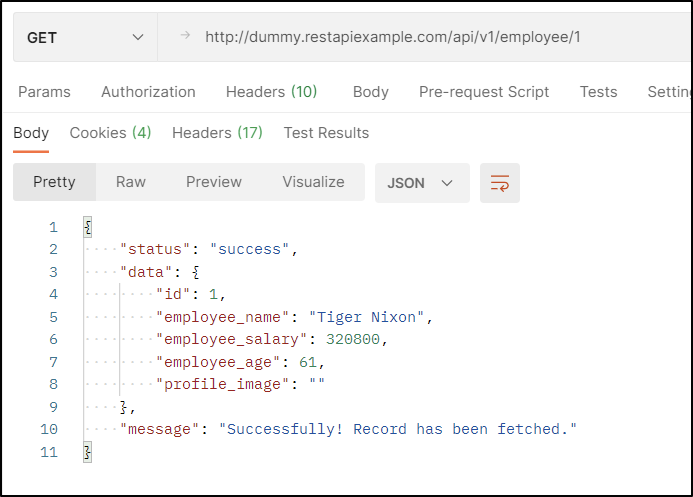 GET http://dummy.restapiexample.com/api/v1/employee/1
Params Authorization Headers (10) Body Pre-request Script Tests Settin
Body Cookies (4) Headers (17) Test Results
Pretty Raw Preview Visualize JSON
1 {
2 "status": "success",
3 "data": {
4 "id": 1,
5 "employee_name": "Tiger Nixon",
6 "employee_salary": 320800,
7 "employee_age": 61,
8 "profile_image": ""
9 },
10 "message": "Successfully! Record has been fetched."
11 }